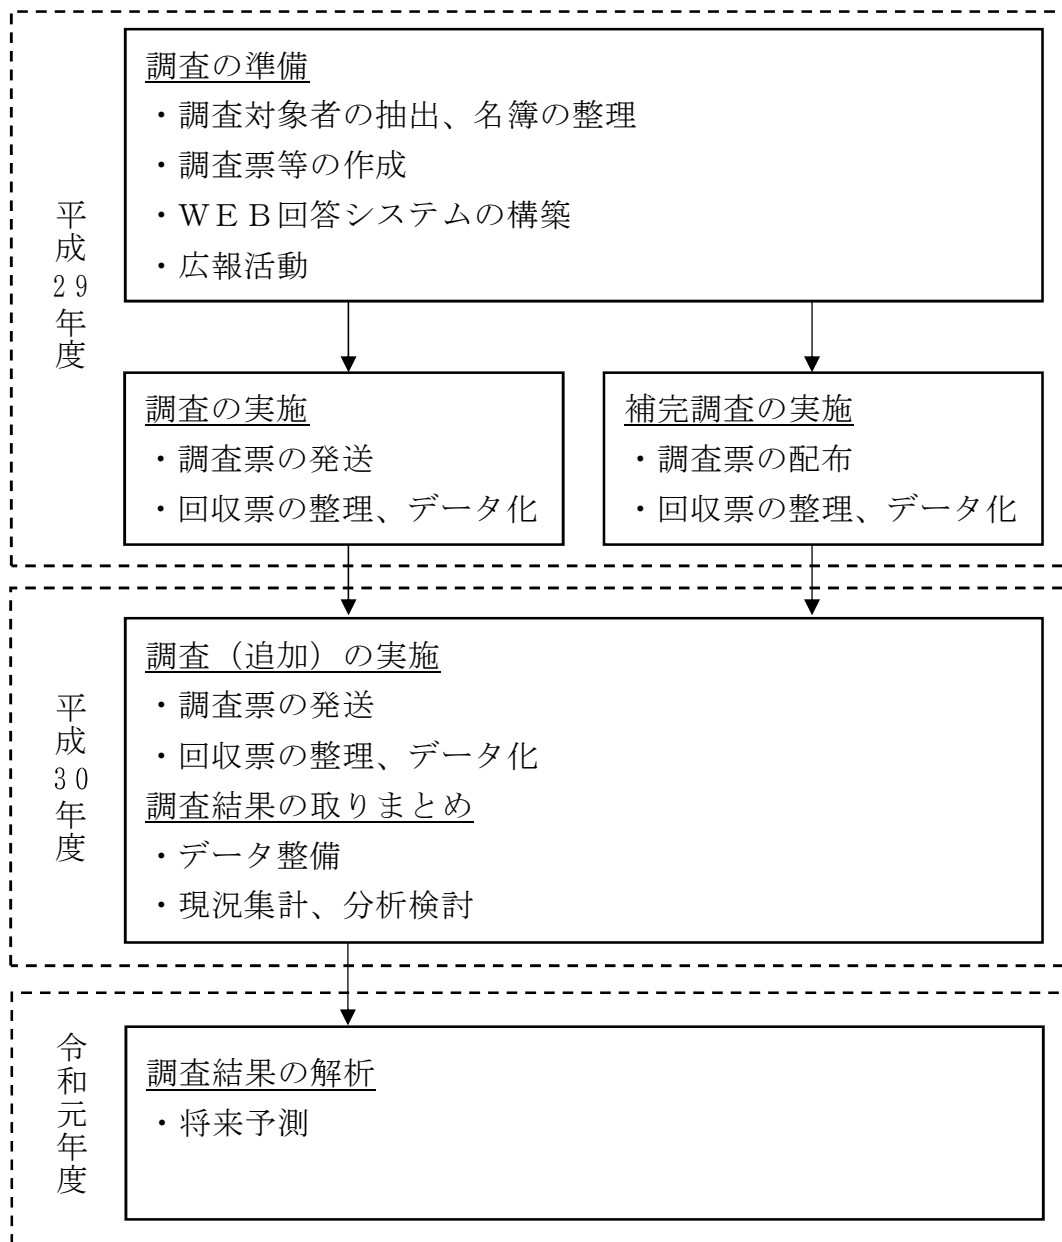 平成29年度
調査の準備
・調査対象者の抽出、名簿の整理
・調査票等の作成
・ＷＥＢ回答システムの構築
・広報活動
調査の実施
・調査票の発送
・回収票の整理、データ化
補完調査の実施
・調査票の配布
・回収票の整理、データ化
平成30年度
調査（追加）の実施
・調査票の発送
・回収票の整理、データ化
調査結果の取りまとめ
・データ整備
・現況集計、分析検討
令和元年度
調査結果の解析
・将来予測